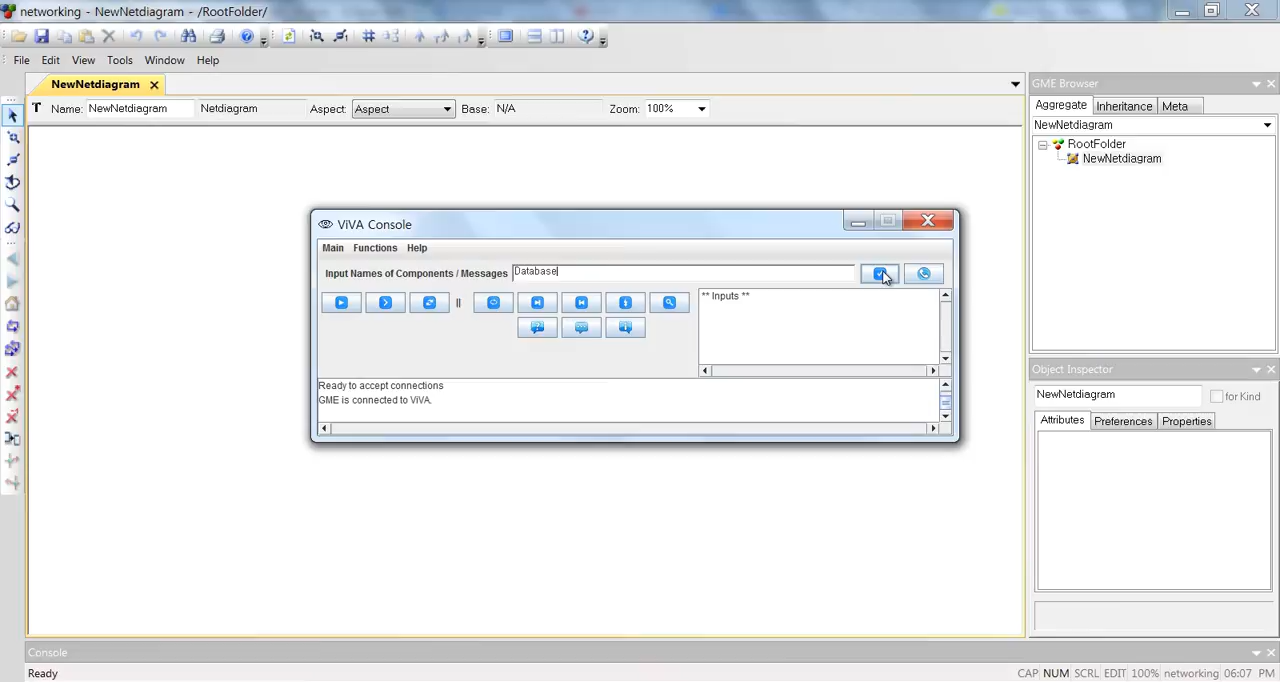 networking - NewNetdiagram - /RootFolder/
File Edit View Tools Window Help
NewNetdiagram
T Name: NewNetdiagram Netdiagram Aspect: Aspect Base: N/A Zoom: 100%
GME Browser
Aggregate Inheritance Meta
NewNetdiagram
RootFolder
NewNetdiagram
ViVA Console
Main Functions Help
Input Names of Components / Messages Database
** Inputs **
Ready to accept connections
GME is connected to ViVA.
Object Inspector
NewNetdiagram for Kind
Attributes Preferences Properties
Console
Ready CAP NUM SCRL EDIT 100% networking 06:07 PM